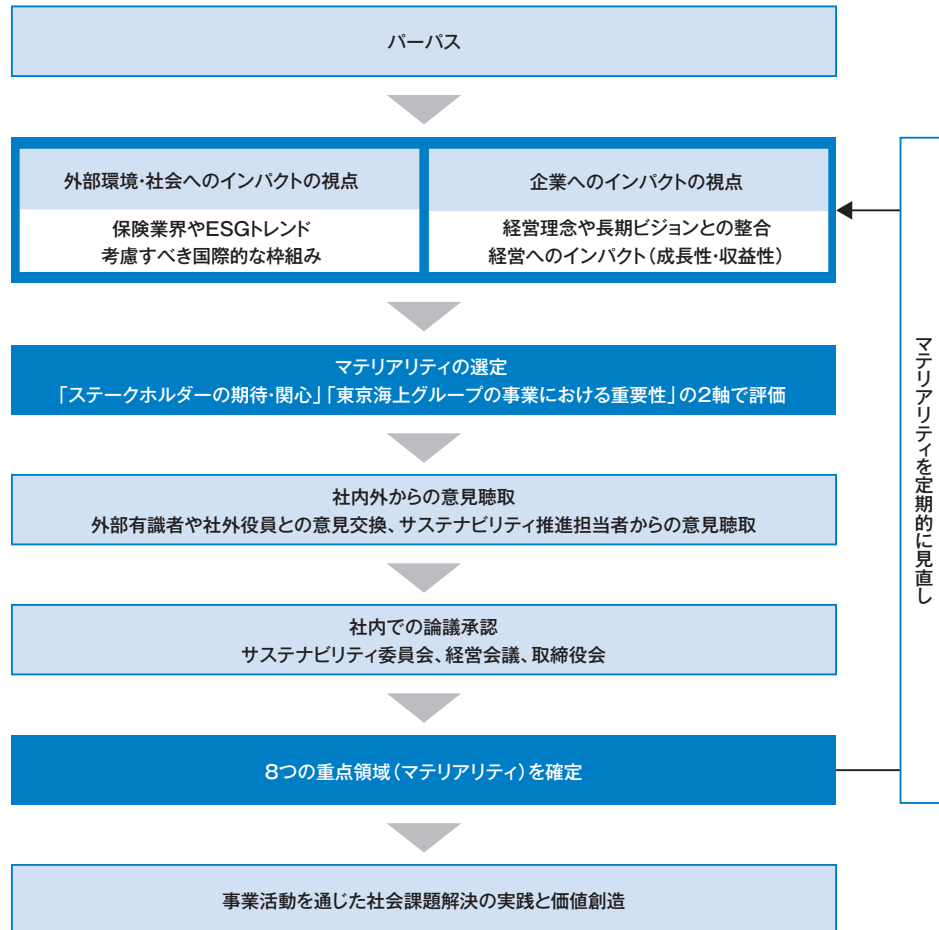 パーパス
外部環境・社会へのインパクトの視点
保険業界やESGトレンド
考慮すべき国際的な枠組み
企業へのインパクトの視点
経営理念や長期ビジョンとの整合
経営へのインパクト（成長性・収益性）
マテリアリティの選定
「ステークホルダーの期待・関心」「東京海上グループの事業における重要性」の2軸で評価
社内外からの意見聴取
外部有識者や社外役員との意見交換、サステナビリティ推進担当者からの意見聴取
社内での論議承認
サステナビリティ委員会、経営会議、取締役会
8つの重点領域（マテリアリティ）を確定
事業活動を通じた社会課題解決の実践と価値創造
マテリアリティを定期的に見直し